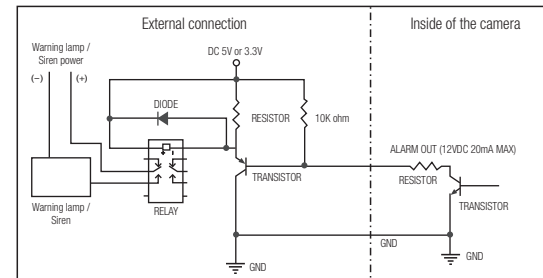 External connection
Inside of the camera
Warning lamp /
Siren power
(−)
(+)
DC 5V or 3.3V
DIODE
RESISTOR
10K ohm
ALARM OUT (12VDC 20mA MAX)
RESISTOR
TRANSISTOR
TRANSISTOR
Warning lamp /
Siren
RELAY
GND
GND
GND